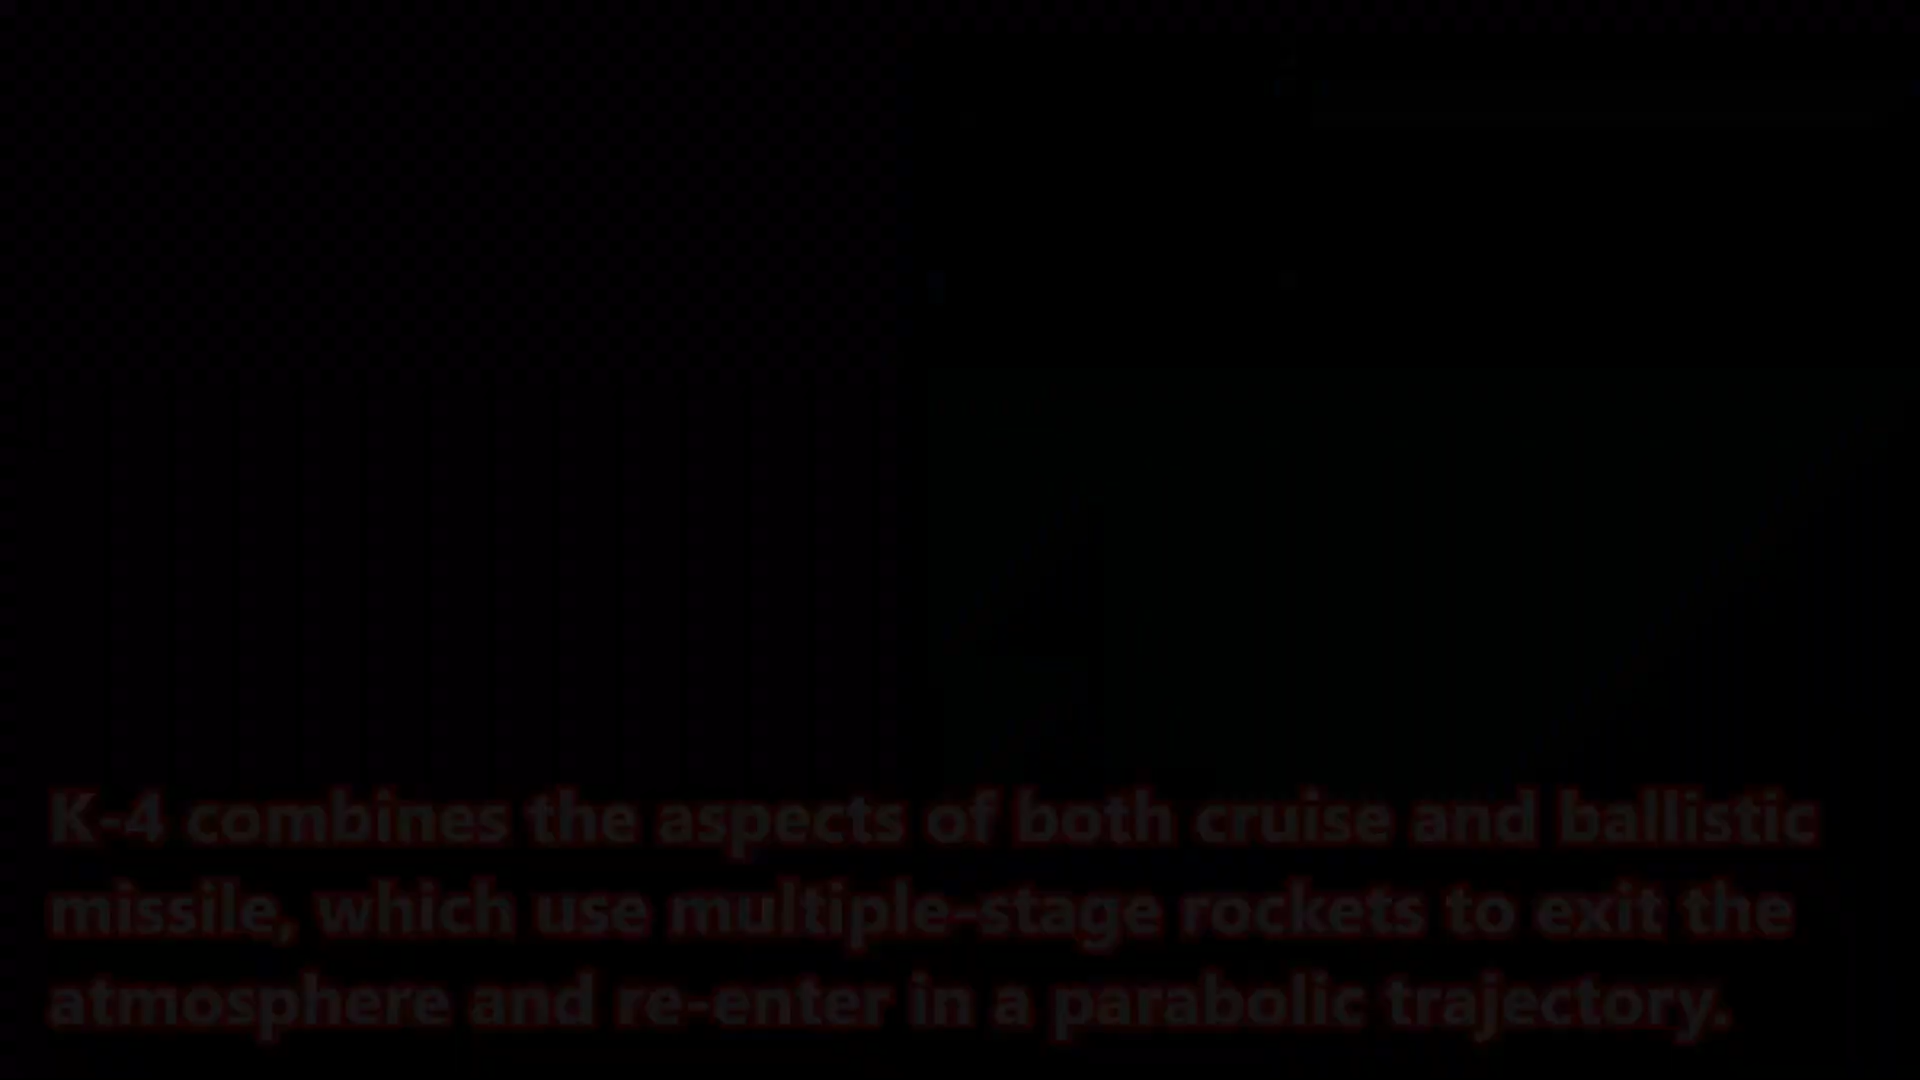 K-4 combines the aspects of both cruise and ballistic
missile, which use multiple-stage rockets to exit the
atmosphere and re-enter in a parabolic trajectory.